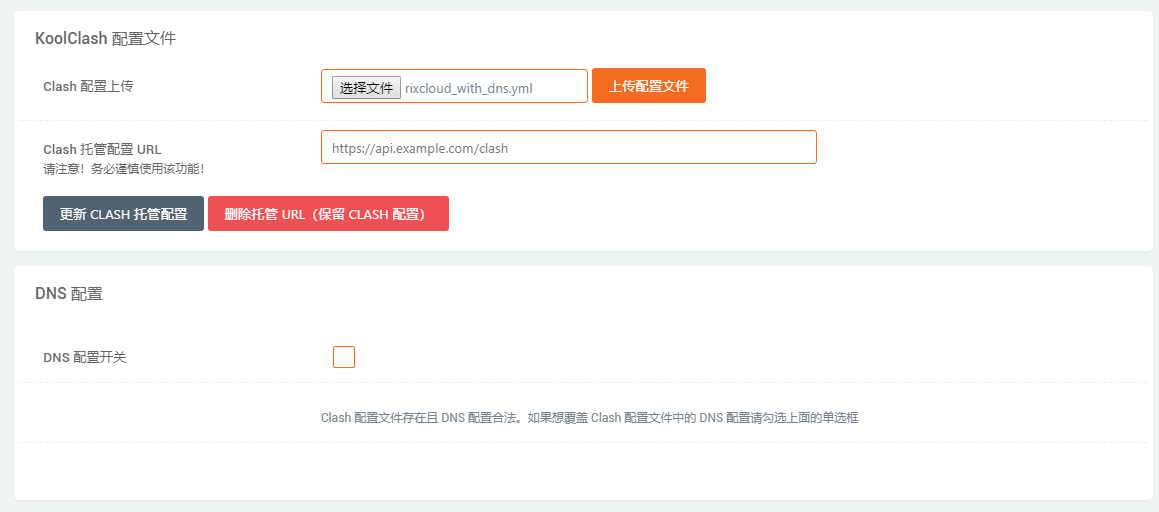 KoolClash 配置文件
Clash 配置上传
选择文件 rixcloud_with_dns.yml
上传配置文件
Clash 托管配置 URL
请注意！务必谨慎使用该功能！
https://api.example.com/clash
更新 CLASH 托管配置
删除托管 URL（保留 CLASH 配置）
DNS 配置
DNS 配置开关
Clash 配置文件存在且 DNS 配置合法。如果想覆盖 Clash 配置文件中的 DNS 配置请勾选上面的单选框